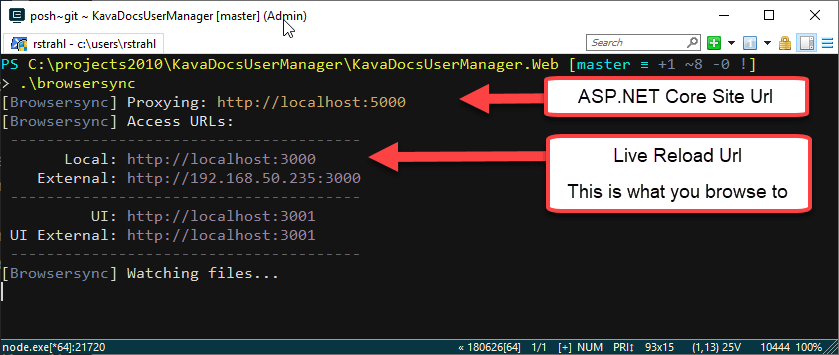 posh~git ~ KavaDocsUserManager [master] (Admin)
rstrahl - c:\users\rstrahl
Search
PS C:\projects2010\KavaDocsUserManager\KavaDocsUserManager.Web [master ≡ +1 ~8 -0 !]
> .\browsersync
[Browsersync] Proxying: http://localhost:5000
ASP.NET Core Site Url
[Browsersync] Access URLs:
--------------------------------------
Local: http://localhost:3000
External: http://192.168.50.235:3000
Live Reload Url
This is what you browse to
--------------------------------------
UI: http://localhost:3001
UI External: http://localhost:3001
--------------------------------------
[Browsersync] Watching files...
node.exe[*64]:21720 « 180626[64] 1/1 [+] NUM PRI↕ 93x15 (1,13) 25V 10444 100%